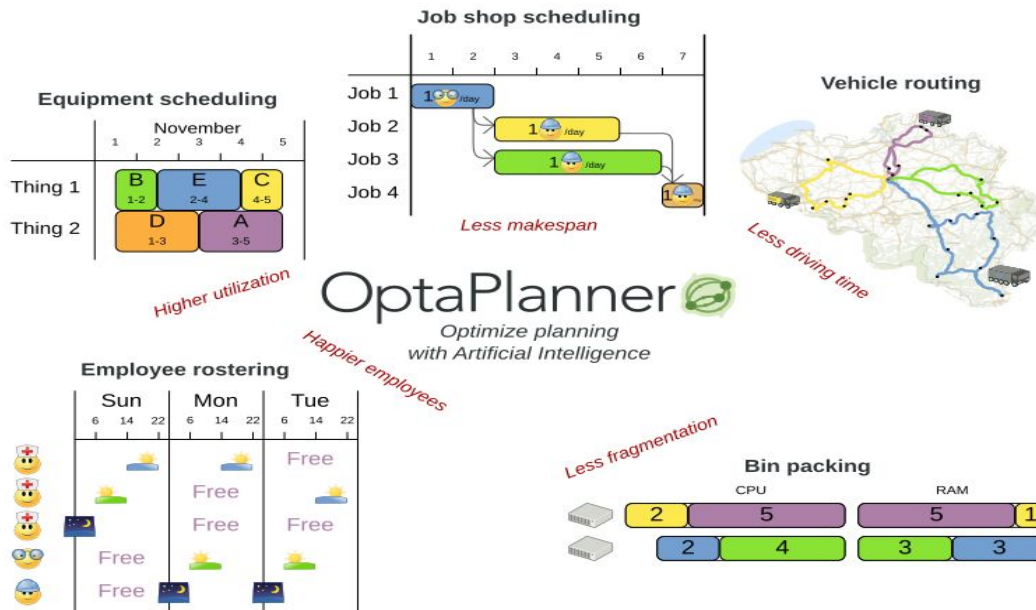 Job shop scheduling
1 2 3 4 5 6 7
Job 1
1 /day
Job 2
1 /day
Job 3
1 /day
Job 4
1
Less makespan
Equipment scheduling
November
1 2 3 4 5
Thing 1
B E C
1-2 2-4 4-5
Thing 2
D A
1-3 3-5
Higher utilization
Vehicle routing
Less driving time
OptaPlanner
Optimize planning
with Artificial Intelligence
Happier employees
Employee rostering
Sun Mon Tue
6 14 22 6 14 22 6 14 22
Free
Free
Free Free
Free
Free
Less fragmentation
Bin packing
CPU RAM
2 5 5 1
2 4 3 3